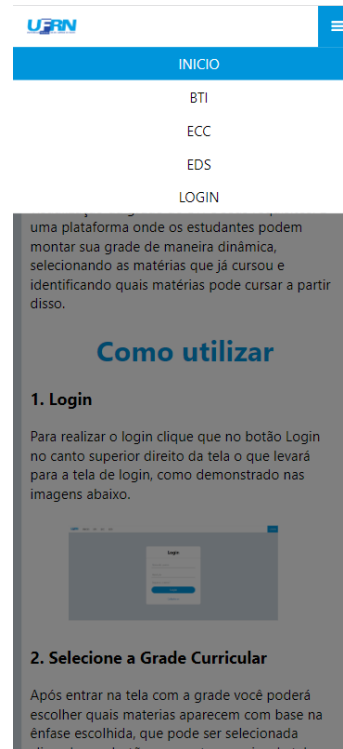 UFRN
INICIO
BTI
ECC
EDS
LOGIN
uma plataforma onde os estudantes podem
montar sua grade de maneira dinâmica,
selecionando as matérias que já cursou e
identificando quais matérias pode cursar a partir
disso.
Como utilizar
1. Login
Para realizar o login clique que no botão Login
no canto superior direito da tela o que levará
para a tela de login, como demonstrado nas
imagens abaixo.
Login
2. Selecione a Grade Curricular
Após entrar na tela com a grade você poderá
escolher quais materias aparecem com base na
ênfase escolhida, que pode ser selecionada